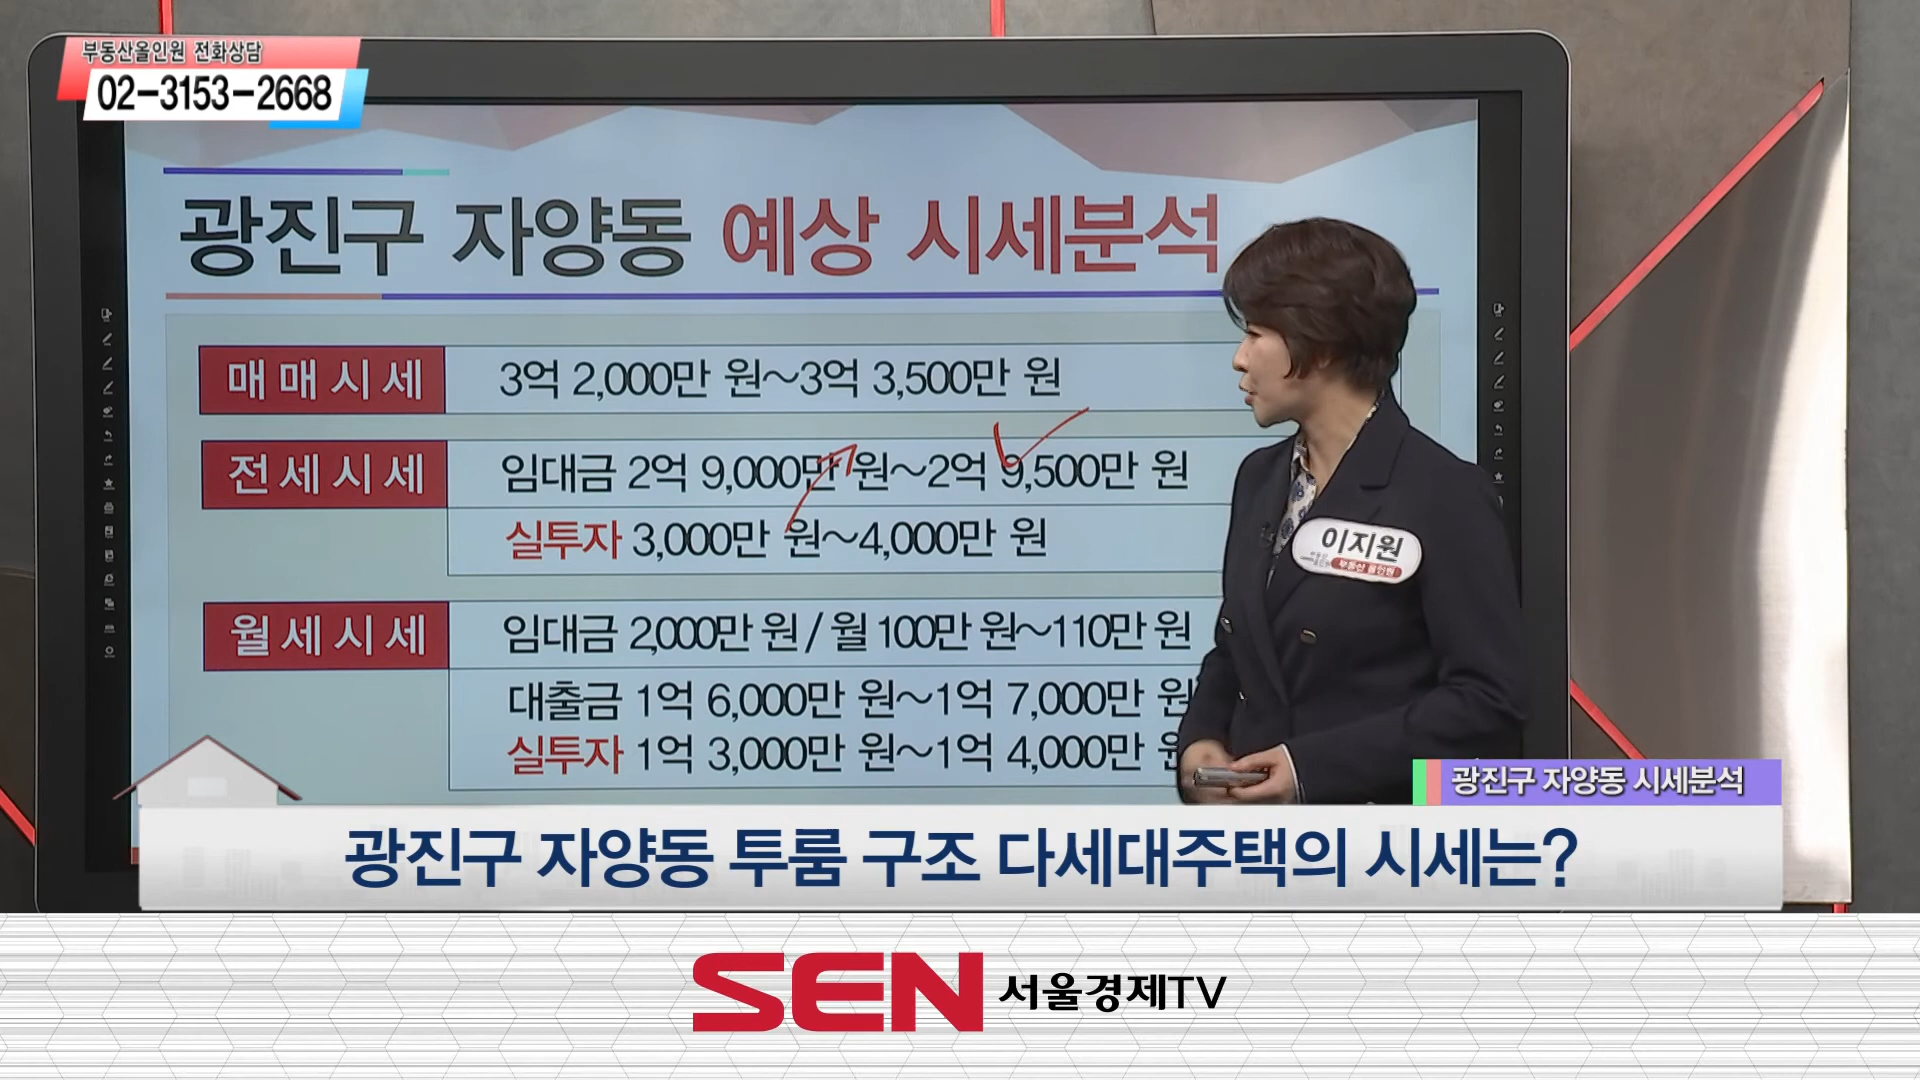 부동산올인원 전화상담
02-3153-2668
광진구 자양동 예상 시세분석
매매시세
3억 2,000만 원~3억 3,500만 원
전세시세
임대금 2억 9,000만 원~2억 9,500만 원
실투자 3,000만 원~4,000만 원
월세시세
임대금 2,000만 원 / 월 100만 원~110만 원
대출금 1억 6,000만 원~1억 7,000만 원
실투자 1억 3,000만 원~1억 4,000만 원
이지원
부동산 올인원
광진구 자양동 시세분석
광진구 자양동 투룸 구조 다세대주택의 시세는?
SEN 서울경제TV